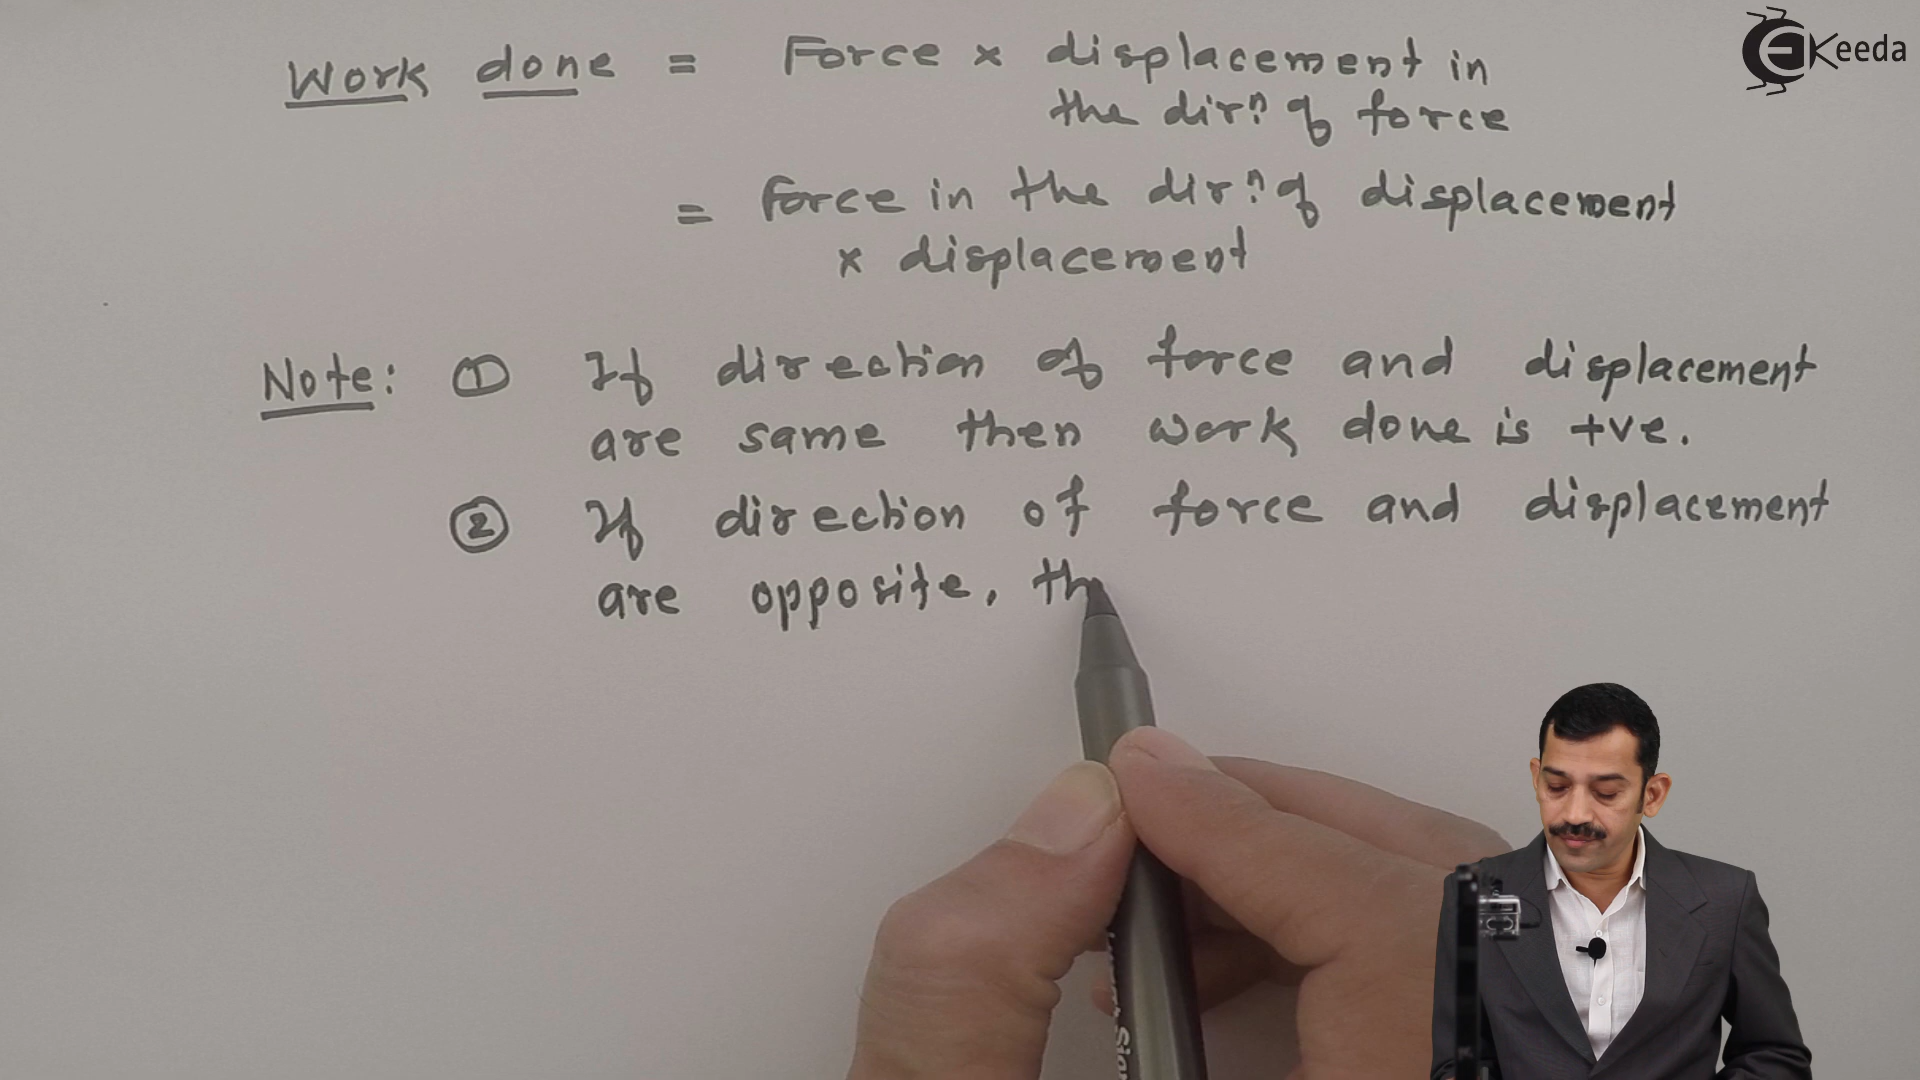 Keeda
Work done = Force x displacement in
the dirn of force
= Force in the dirn of displacement
x displacement
Note: ① If direction of force and displacement
are same then work done is +ve.
② If direction of force and displacement
are opposite, th